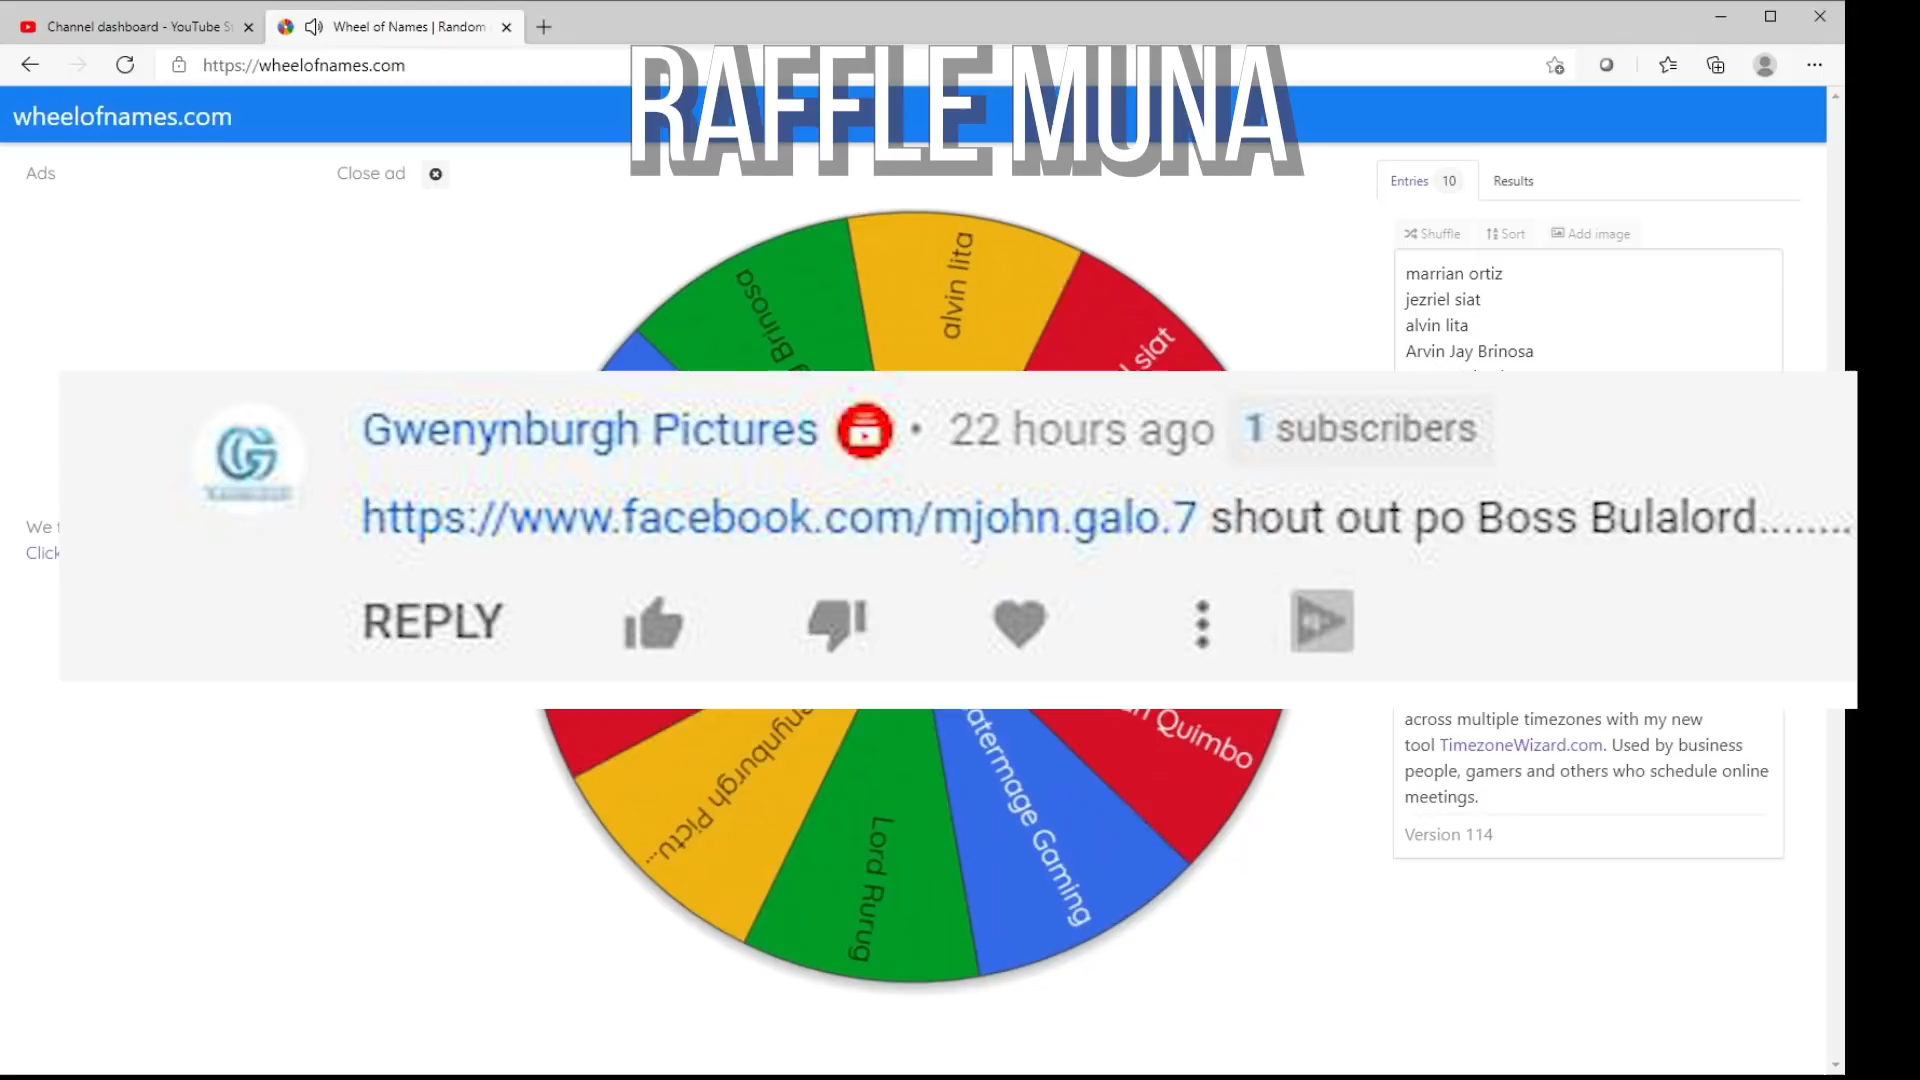 Channel dashboard - YouTube S
Wheel of Names | Random
https://wheelofnames.com
RAFFLE MUNA
wheelofnames.com
Ads
Close ad
Entries 10
Results
Shuffle
Sort
Add image
marrian ortiz
jezriel siat
alvin lita
Arvin Jay Brinosa
alvin lita
Brinosa
siat
Gwenynburgh Pictures • 22 hours ago 1 subscribers
https://www.facebook.com/mjohn.galo.7 shout out po Boss Bulalord........
REPLY
We
Click
Quimbo
atermage Gaming
Lord Rurug
enynburgh Pictu...
across multiple timezones with my new
tool TimezoneWizard.com. Used by business
people, gamers and others who schedule online
meetings.
Version 114